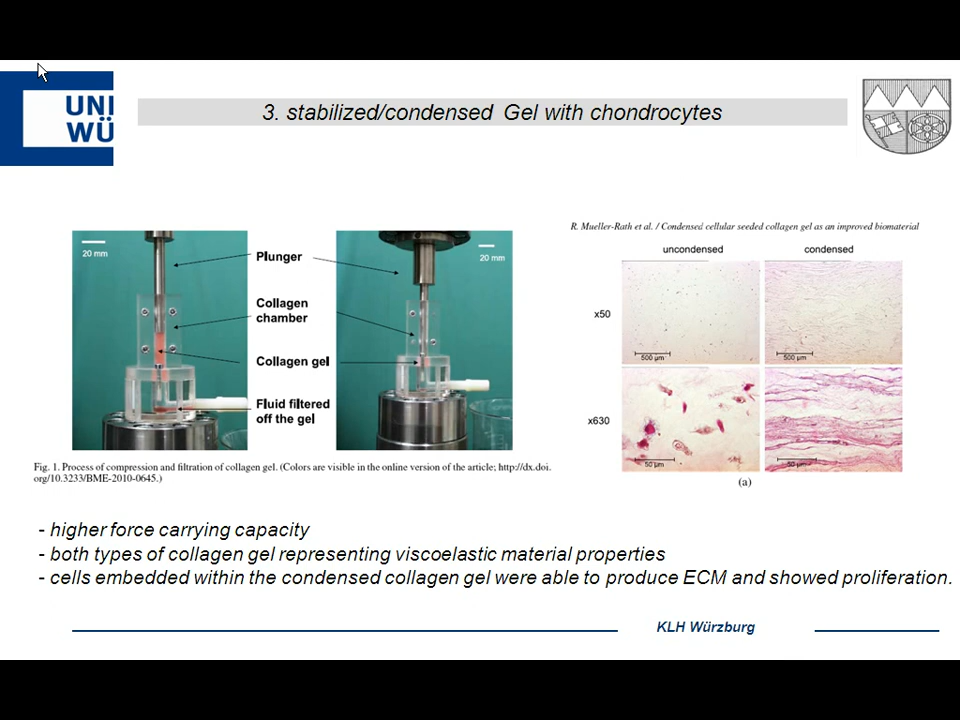 UNI
WÜ
3. stabilized/condensed Gel with chondrocytes
20 mm
20 mm
Plunger
Collagen
chamber
Collagen gel
Fluid filtered
off the gel
Fig. 1. Process of compression and filtration of collagen gel. (Colors are visible in the online version of the article; http://dx.doi.
org/10.3233/BME-2010-0645.)
R. Mueller-Rath et al. / Condensed cellular seeded collagen gel as an improved biomaterial
uncondensed
condensed
x50
500 µm
500 µm
x630
50 µm
50 µm
(a)
- higher force carrying capacity
- both types of collagen gel representing viscoelastic material properties
- cells embedded within the condensed collagen gel were able to produce ECM and showed proliferation.
KLH Würzburg